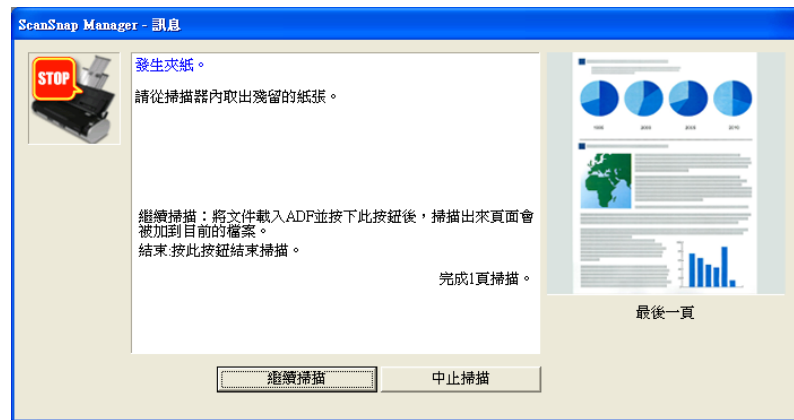 ScanSnap Manager - 訊息
STOP
發生夾紙。
請從掃描器內取出殘留的紙張。
繼續掃描：將文件載入ADF並按下此按鈕後，掃描出來頁面會
被加到目前的檔案。
結束:按此按鈕結束掃描。
完成1頁掃描。
1995 2000 2005 2010
最後一頁
繼續掃描
中止掃描